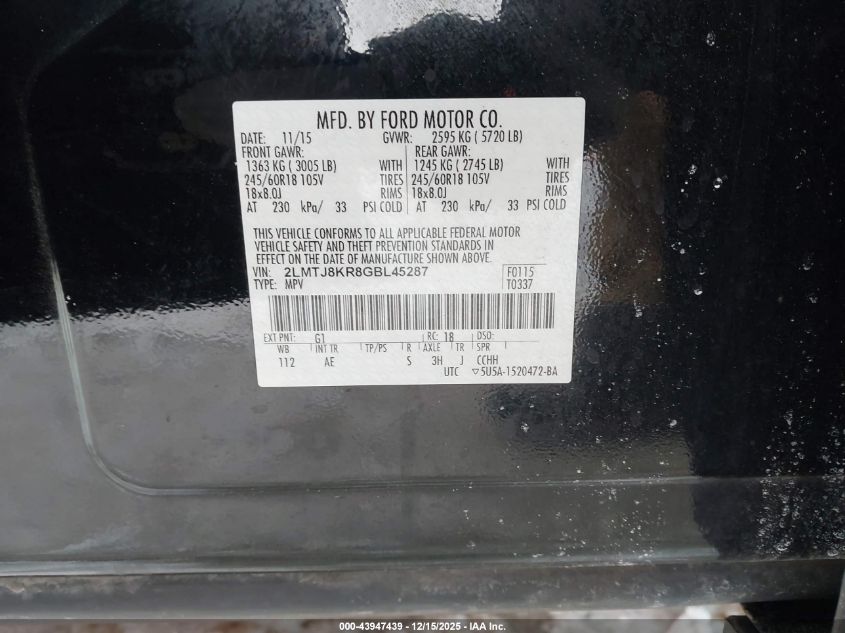 MFD. BY FORD MOTOR CO.
DATE: 11/15 GVWR: 2595 KG ( 5720 LB)
FRONT GAWR: REAR GAWR:
1363 KG ( 3005 LB) WITH 1245 KG ( 2745 LB) WITH
245/60R18 105V TIRES 245/60R18 105V TIRES
18x8.0J RIMS 18x8.0J RIMS
AT 230 kPa/ 33 PSI COLD AT 230 kPa/ 33 PSI COLD
THIS VEHICLE CONFORMS TO ALL APPLICABLE FEDERAL MOTOR
VEHICLE SAFETY AND THEFT PREVENTION STANDARDS IN
EFFECT ON THE DATE OF MANUFACTURE SHOWN ABOVE.
VIN: 2LMTJ8KR8GBL45287 F0115
TYPE: MPV T0337
EXT PNT: G1 RC: 18 DSO:
WB INT TR TP/PS R AXLE TR SPR
112 AE S 3H J CCHH
UTC ▽5U5A-1520472-BA
000-43947439 - 12/15/2025 - IAA Inc.